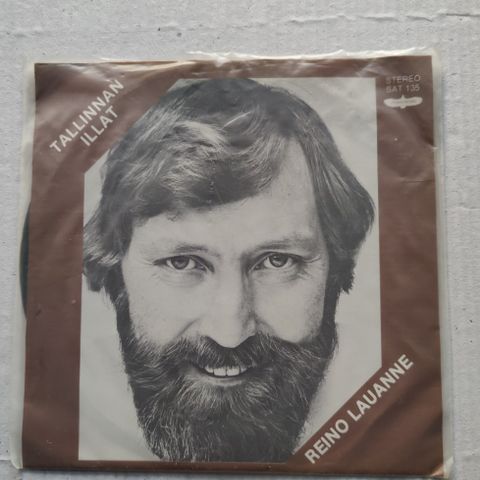 TALLINNAN
ILLAT
STEREO
SAT 135
REINO LAUANNE